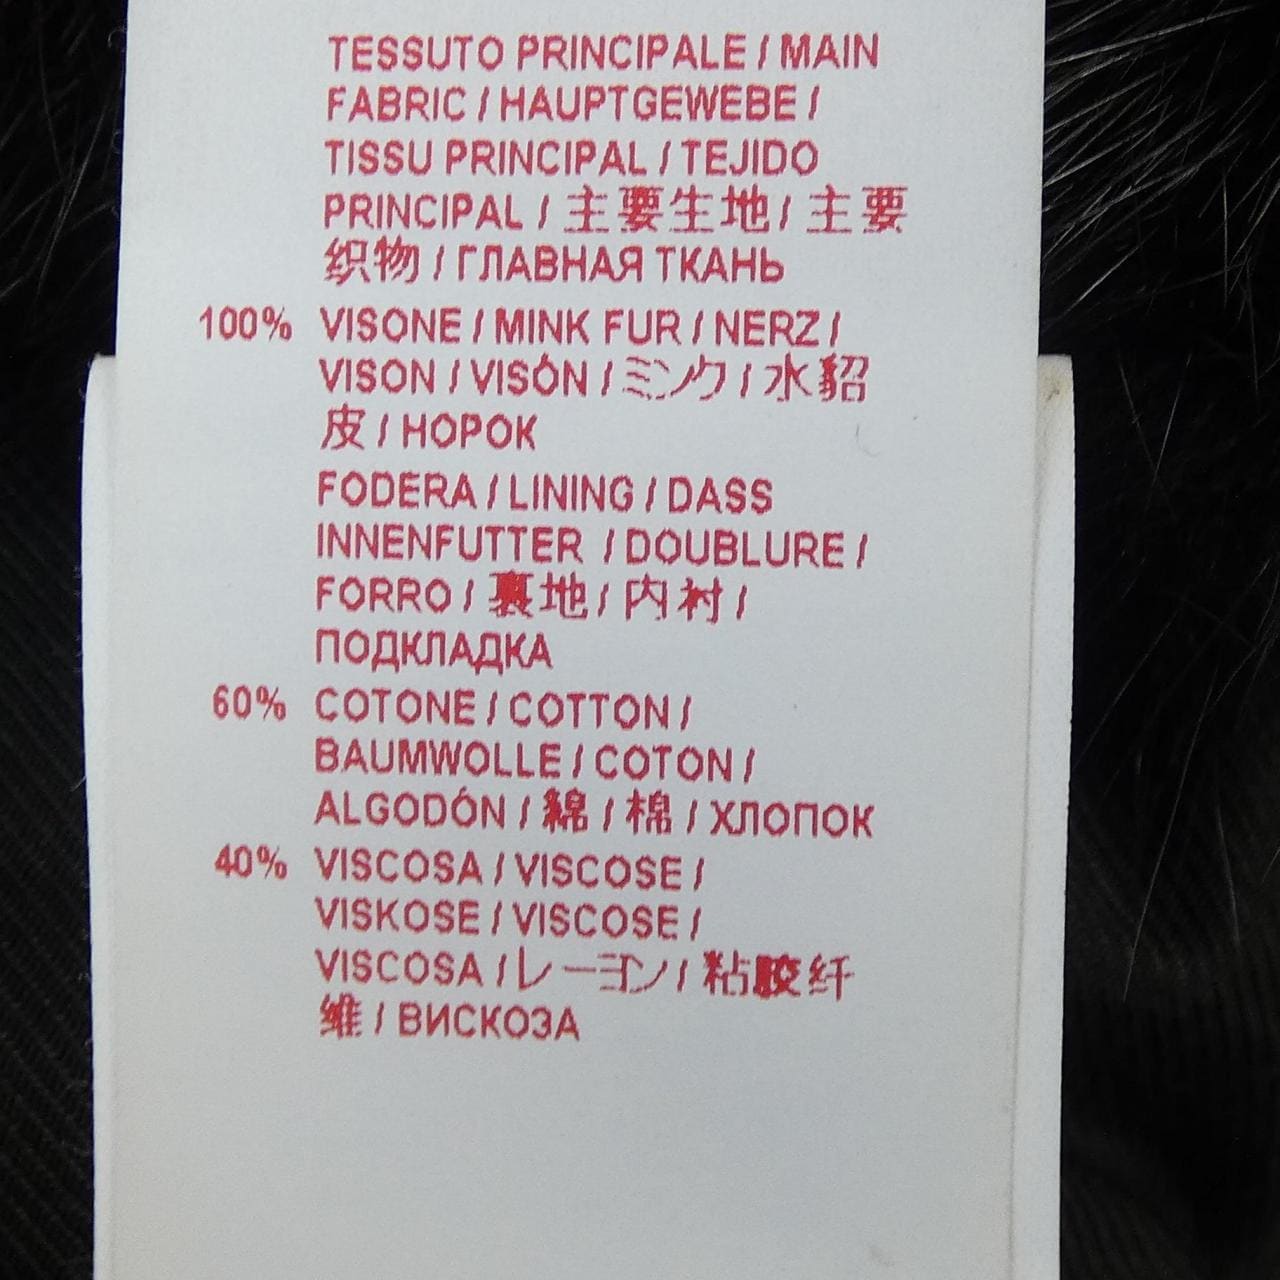 TESSUTO PRINCIPALE / MAIN
FABRIC / HAUPTGEWEBE /
TISSU PRINCIPAL / TEJIDO
PRINCIPAL / 主要生地 / 主要
织物 / ГЛАВНАЯ ТКАНЬ
100% VISONE / MINK FUR / NERZ /
VISON / VISÓN / ミンク / 水貂
皮 / НОРОК
FODERA / LINING / DASS
INNENFUTTER / DOUBLURE /
FORRO / 裏地 / 内衬 /
ПОДКЛАДКА
60% COTONE / COTTON /
BAUMWOLLE / COTON /
ALGODÓN / 綿 / 棉 / ХЛОПОК
40% VISCOSA / VISCOSE /
VISKOSE / VISCOSE /
VISCOSA / レーヨン / 粘胶纤
维 / ВИСКОЗА